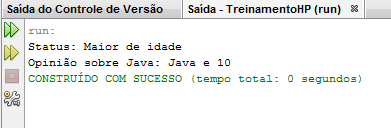 Saída do Controle de Versão
Saída - TreinamentoHP (run)
run:
Status: Maior de idade
Opinião sobre Java: Java e 10
CONSTRUÍDO COM SUCESSO (tempo total: 0 segundos)